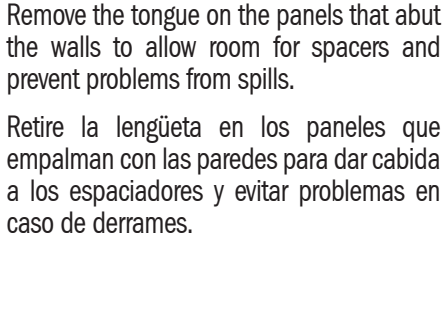 Remove the tongue on the panels that abut
the walls to allow room for spacers and
prevent problems from spills.
Retire la lengüeta en los paneles que
empalman con las paredes para dar cabida
a los espaciadores y evitar problemas en
caso de derrames.